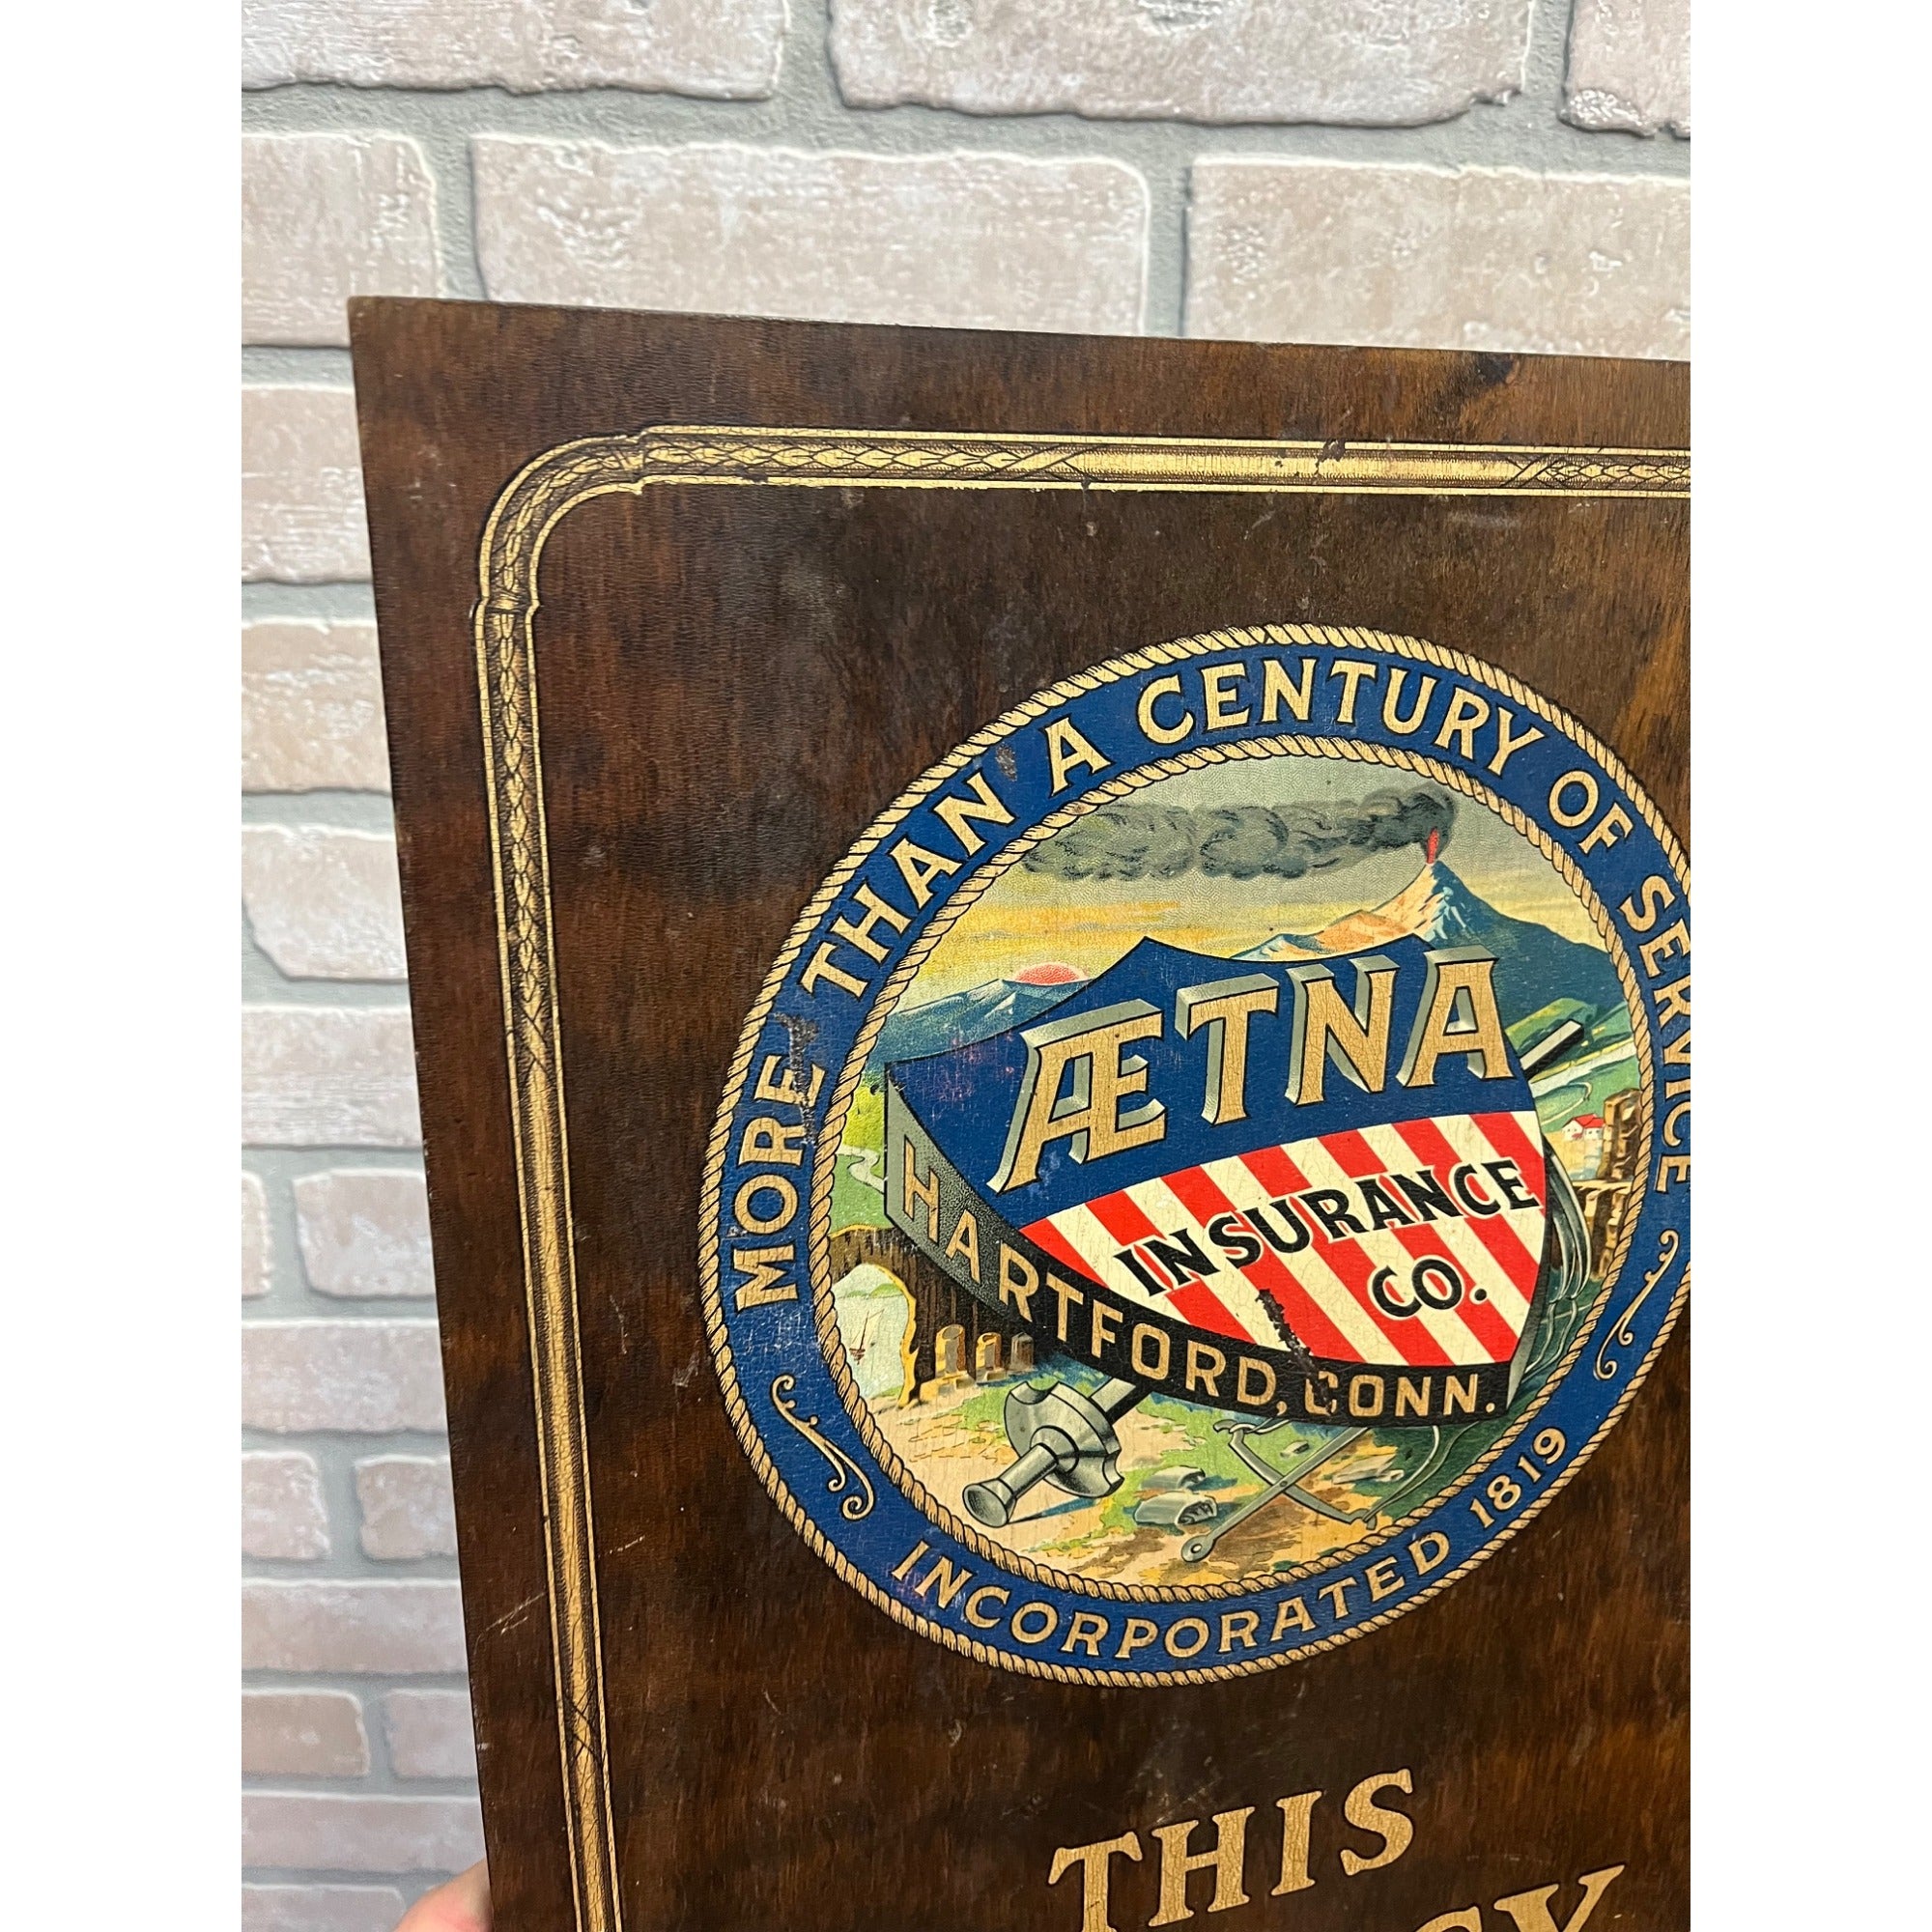 MORE THAN A CENTURY OF SERVICE
ÆTNA
INSURANCE
CO.
HARTFORD, CONN.
INCORPORATED 1819
THIS